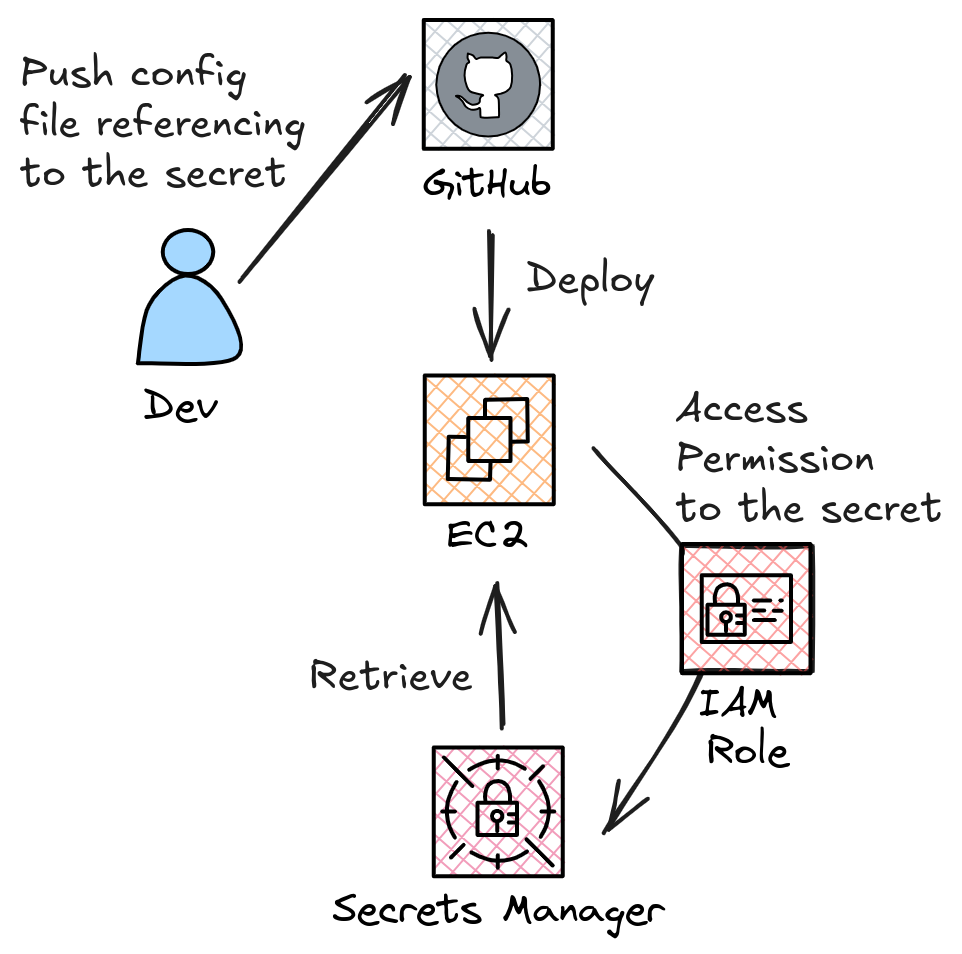 Push config
file referencing
to the secret
GitHub
Deploy
Dev
Access
Permission
to the secret
EC2
Retrieve
IAM
Role
Secrets Manager